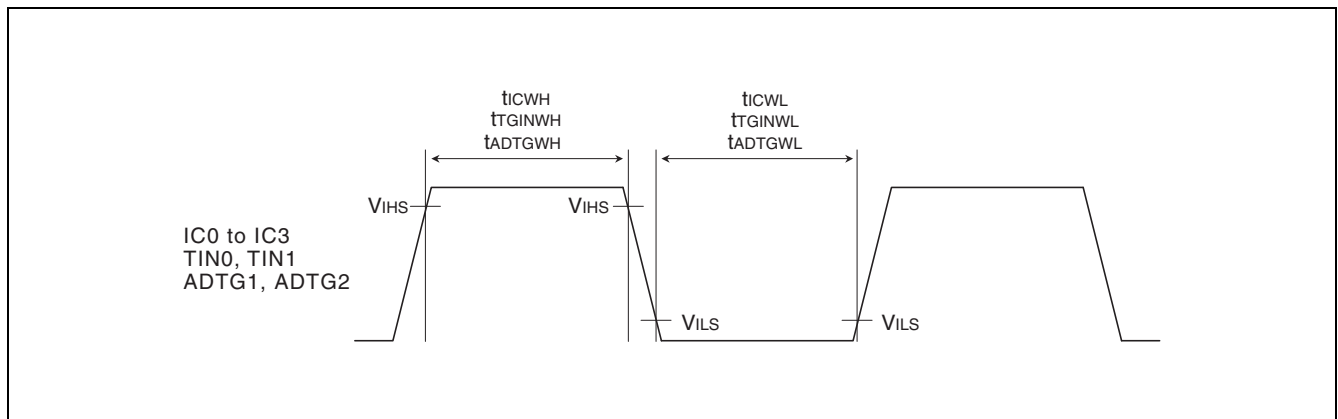 tICWH
tTGINWH
tADTGWH
tICWL
tTGINWL
tADTGWL
VIHS
VIHS
IC0 to IC3
TIN0, TIN1
ADTG1, ADTG2
VILS
VILS